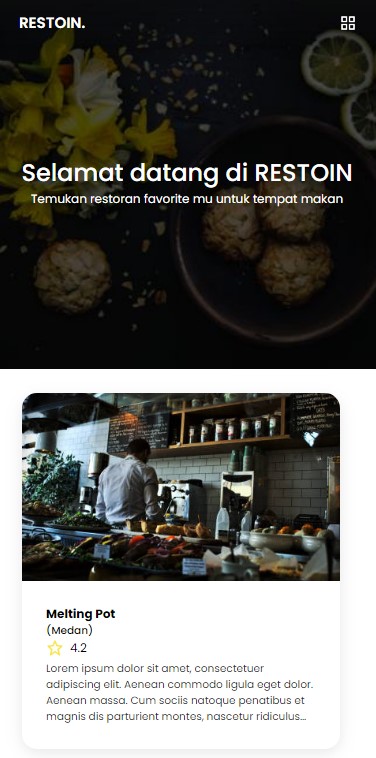 RESTOIN.
Selamat datang di RESTOIN
Temukan restoran favorite mu untuk tempat makan
Melting Pot
(Medan)
4.2
Lorem ipsum dolor sit amet, consectetuer
adipiscing elit. Aenean commodo ligula eget dolor.
Aenean massa. Cum sociis natoque penatibus et
magnis dis parturient montes, nascetur ridiculus...